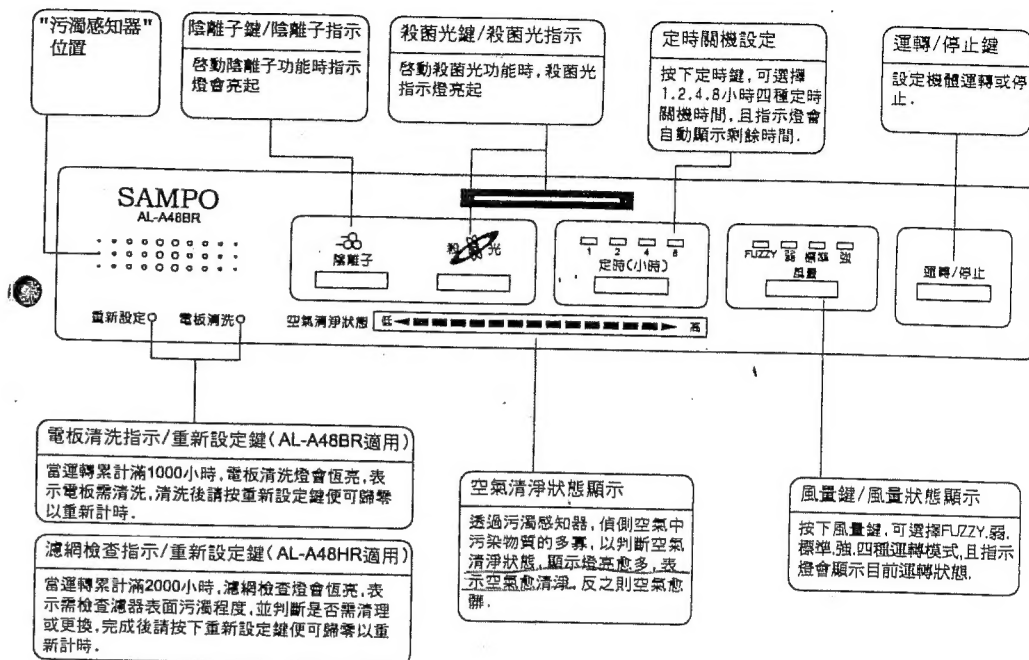 "污濁感知器"
位置
陰離子鍵/陰離子指示
啓動陰離子功能時指示
燈會亮起
殺菌光鍵/殺菌光指示
啓動殺菌光功能時,殺菌光
指示燈亮起
定時關機設定
按下定時鍵,可選擇
1.2.4.8小時四種定時
關機時間,且指示燈會
自動顯示剩餘時間.
運轉/停止鍵
設定機體運轉或停
止.
SAMPO
AL-A48BR
陰離子
殺菌光
1 2 4 8
定時(小時)
FUZZY 弱 標準 強
風量
運轉/停止
重新設定 電板清洗
空氣清淨狀態 低 高
電板清洗指示/重新設定鍵(AL-A48BR適用)
當運轉累計滿1000小時,電板清洗燈會恆亮,表
示電板需清洗,清洗後請按重新設定鍵便可歸零
以重新計時.
濾網檢查指示/重新設定鍵(AL-A48HR適用)
當運轉累計滿2000小時,濾網檢查燈會恆亮,表
示需檢查濾器表面污濁程度,並判斷是否需清理
或更換,完成後請按下重新設定鍵便可歸零以重
新計時.
空氣清淨狀態顯示
透過污濁感知器,偵側空氣中
污染物質的多寡,以判斷空氣
清淨狀態,顯示燈亮愈多,表
示空氣愈清淨,反之則空氣愈
髒.
風量鍵/風量狀態顯示
按下風量鍵,可選擇FUZZY.弱.
標準.強.四種運轉模式,且指示
燈會顯示目前運轉狀態.